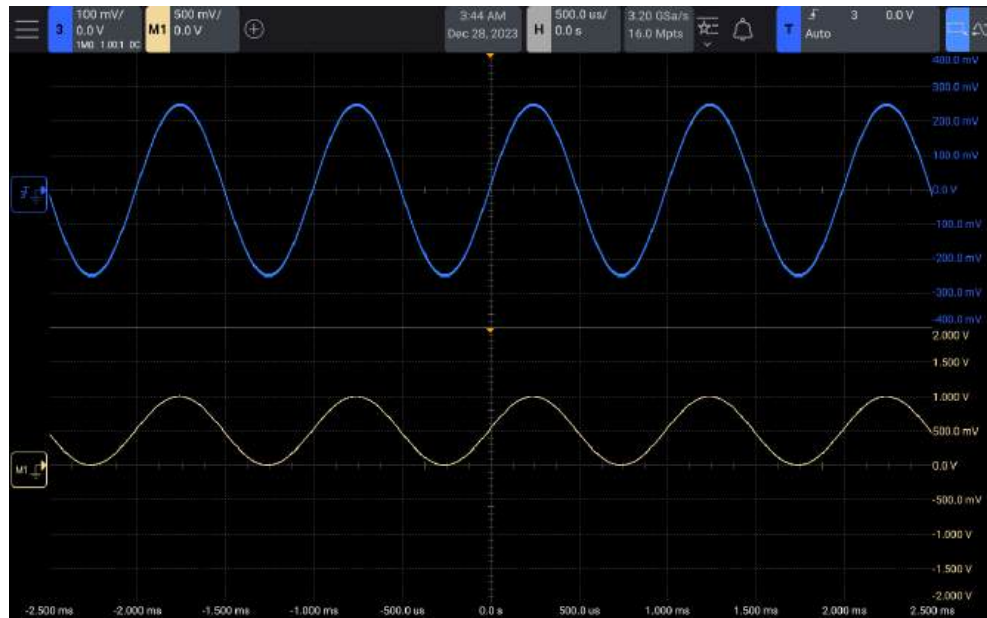 3
100 mV/
0.0 V
1MΩ 1.00:1 DC
M1
500 mV/
0.0 V
3:44 AM
Dec 28, 2023
H
500.0 us/
0.0 s
3.20 GSa/s
16.0 Mpts
T
Auto
3
0.0 V
400.0 mV
300.0 mV
200.0 mV
100.0 mV
0.0 V
-100.0 mV
-200.0 mV
-300.0 mV
-400.0 mV
2.000 V
1.500 V
1.000 V
500.0 mV
M1
0.0 V
-500.0 mV
-1.000 V
-1.500 V
-2.000 V
-2.500 ms -2.000 ms -1.500 ms -1.000 ms -500.0 us 0.0 s 500.0 us 1.000 ms 1.500 ms 2.000 ms 2.500 ms